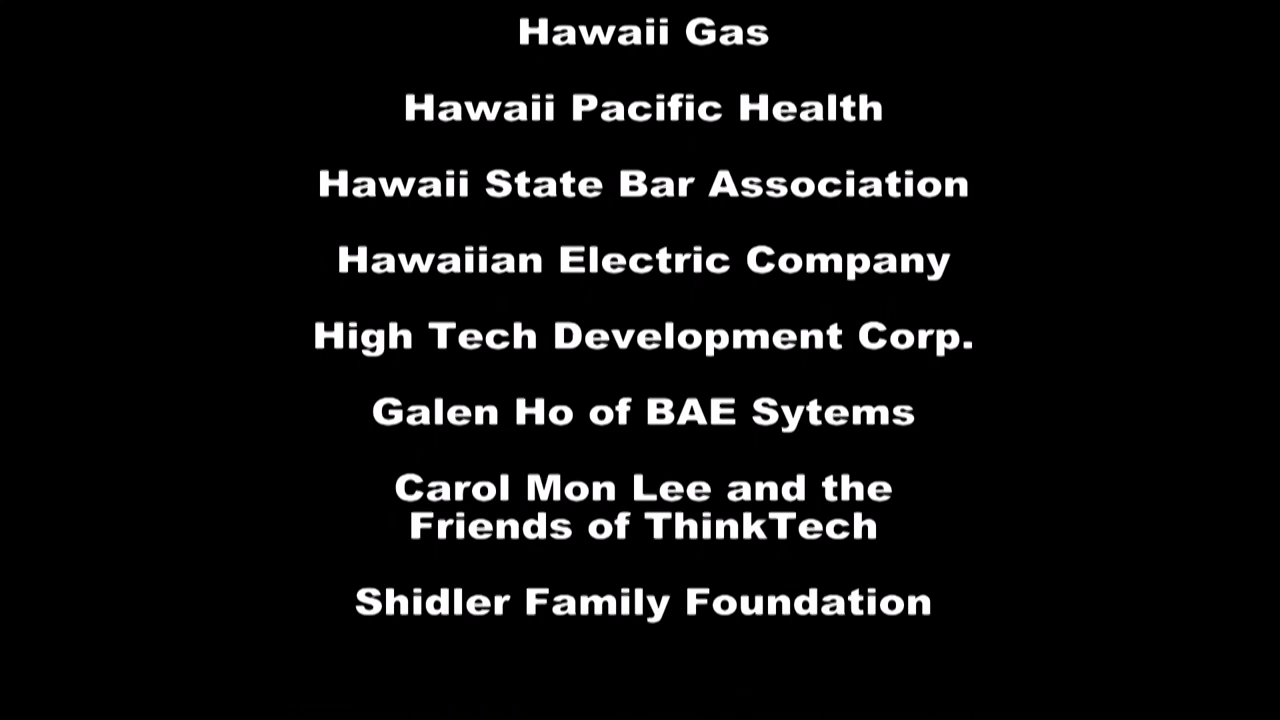 Hawaii Gas
Hawaii Pacific Health
Hawaii State Bar Association
Hawaiian Electric Company
High Tech Development Corp.
Galen Ho of BAE Sytems
Carol Mon Lee and the
Friends of ThinkTech
Shidler Family Foundation